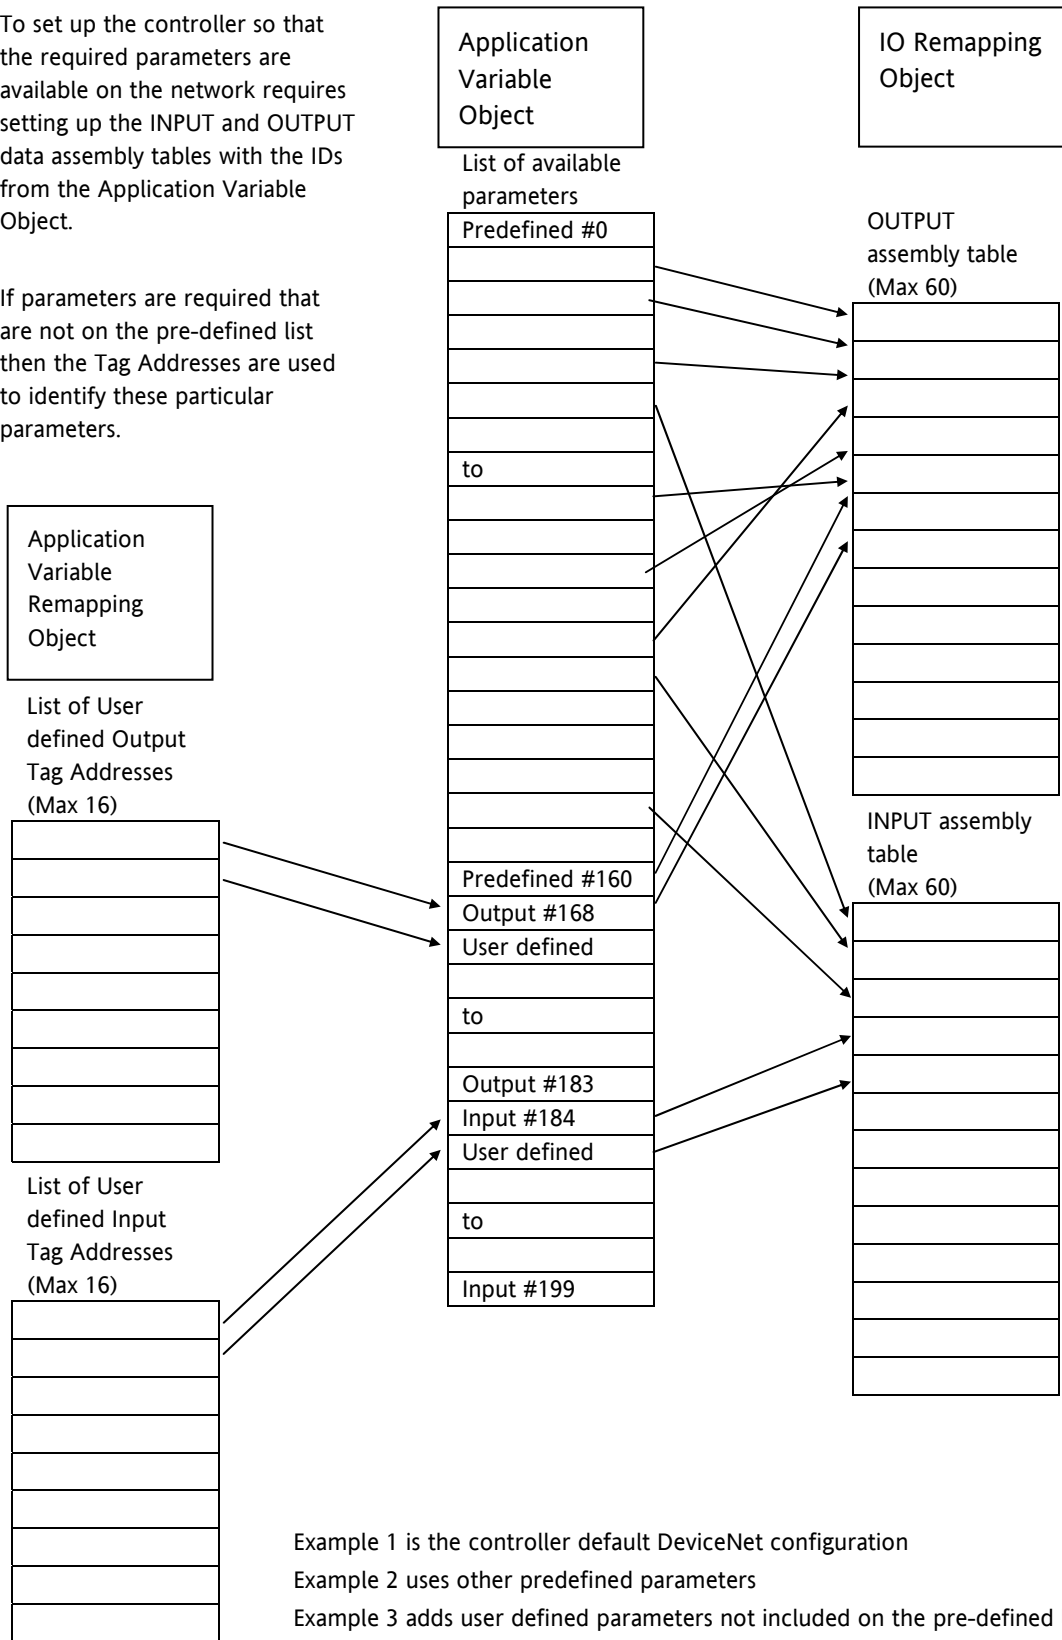 To set up the controller so that
the required parameters are
available on the network requires
setting up the INPUT and OUTPUT
data assembly tables with the IDs
from the Application Variable
Object.
If parameters are required that
are not on the pre-defined list
then the Tag Addresses are used
to identify these particular
parameters.
Application
Variable
Remapping
Object
List of User
defined Output
Tag Addresses
(Max 16)
List of User
defined Input
Tag Addresses
(Max 16)
Application
Variable
Object
List of available
parameters
Predefined #0
to
Predefined #160
Output #168
User defined
to
Output #183
Input #184
User defined
to
Input #199
IO Remapping
Object
OUTPUT
assembly table
(Max 60)
INPUT assembly
table
(Max 60)
Example 1 is the controller default DeviceNet configuration
Example 2 uses other predefined parameters
Example 3 adds user defined parameters not included on the pre-defined